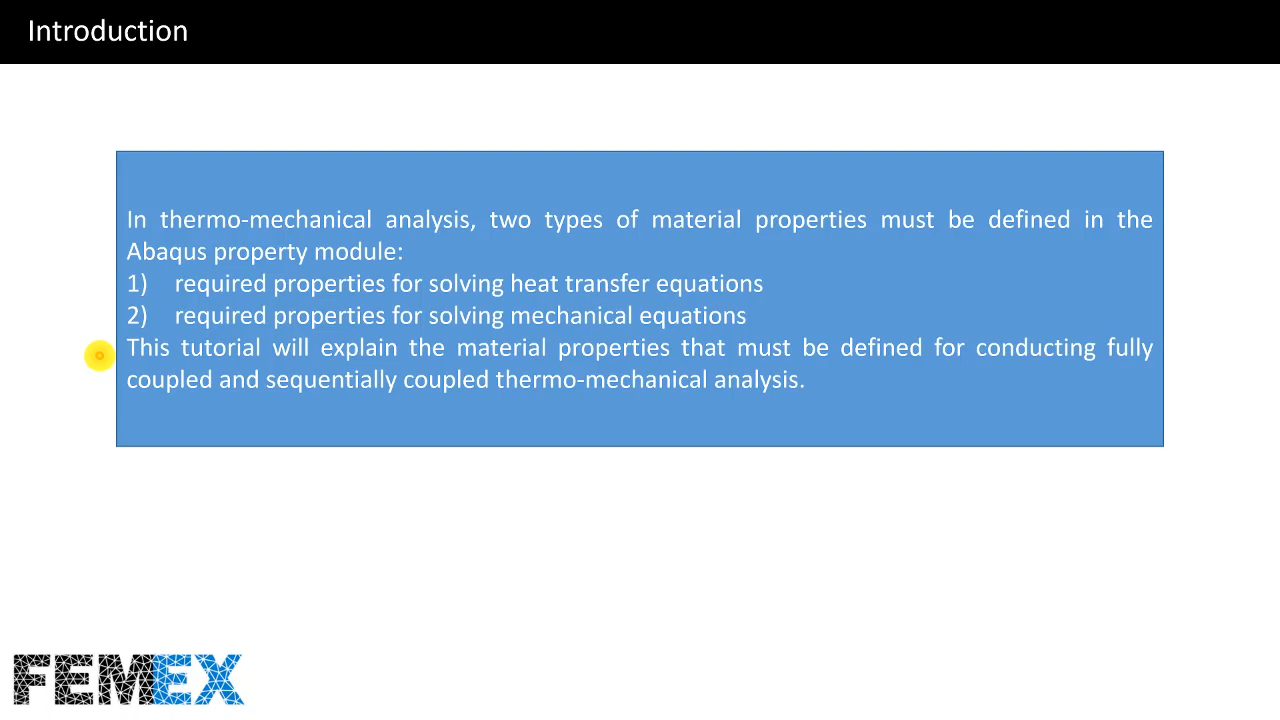 Introduction
In thermo-mechanical analysis, two types of material properties must be defined in the
Abaqus property module:
1) required properties for solving heat transfer equations
2) required properties for solving mechanical equations
This tutorial will explain the material properties that must be defined for conducting fully
coupled and sequentially coupled thermo-mechanical analysis.
FEMEX